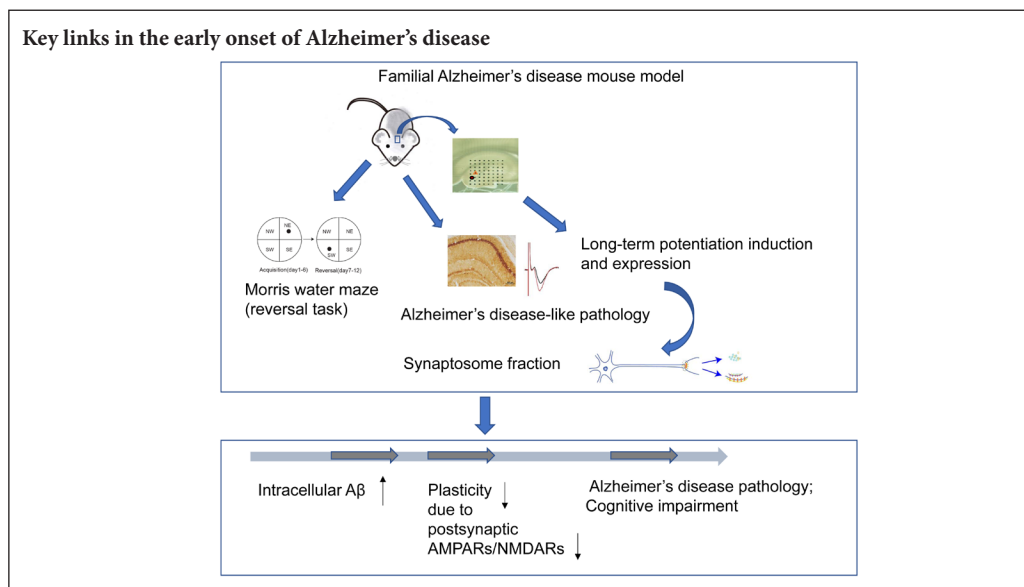 Key links in the early onset of Alzheimer's disease
Familial Alzheimer's disease mouse model
NW
NE
SW
SE
NW
NE
SW
SE
Acquisition(day1-6)
Reversal(day7-12)
Morris water maze
(reversal task)
Long-term potentiation induction
and expression
Alzheimer's disease-like pathology
Synaptosome fraction
Intracellular Aβ
Plasticity
due to
postsynaptic
AMPARs/NMDARs
Alzheimer's disease pathology;
Cognitive impairment